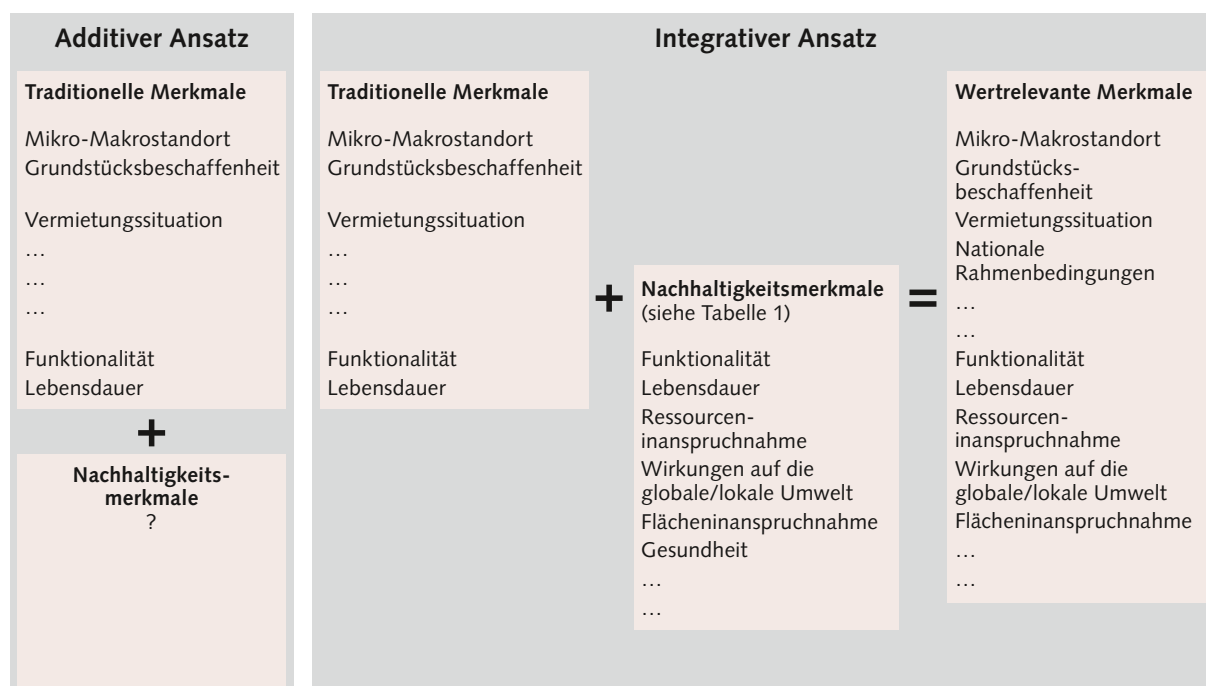 Additiver Ansatz
Traditionelle Merkmale
Mikro-Makrostandort
Grundstücksbeschaffenheit
Vermietungssituation
…
…
…
Funktionalität
Lebensdauer
+
Nachhaltigkeits-
merkmale
?
Integrativer Ansatz
Traditionelle Merkmale
Mikro-Makrostandort
Grundstücksbeschaffenheit
Vermietungssituation
…
…
…
Funktionalität
Lebensdauer
+
Nachhaltigkeitsmerkmale
(siehe Tabelle 1)
Funktionalität
Lebensdauer
Ressourcen-
inanspruchnahme
Wirkungen auf die
globale/lokale Umwelt
Flächeninanspruchnahme
Gesundheit
…
…
=
Wertrelevante Merkmale
Mikro-Makrostandort
Grundstücks-
beschaffenheit
Vermietungssituation
Nationale
Rahmenbedingungen
…
…
Funktionalität
Lebensdauer
Ressourcen-
inanspruchnahme
Wirkungen auf die
globale/lokale Umwelt
Flächeninanspruchnahme
…
…